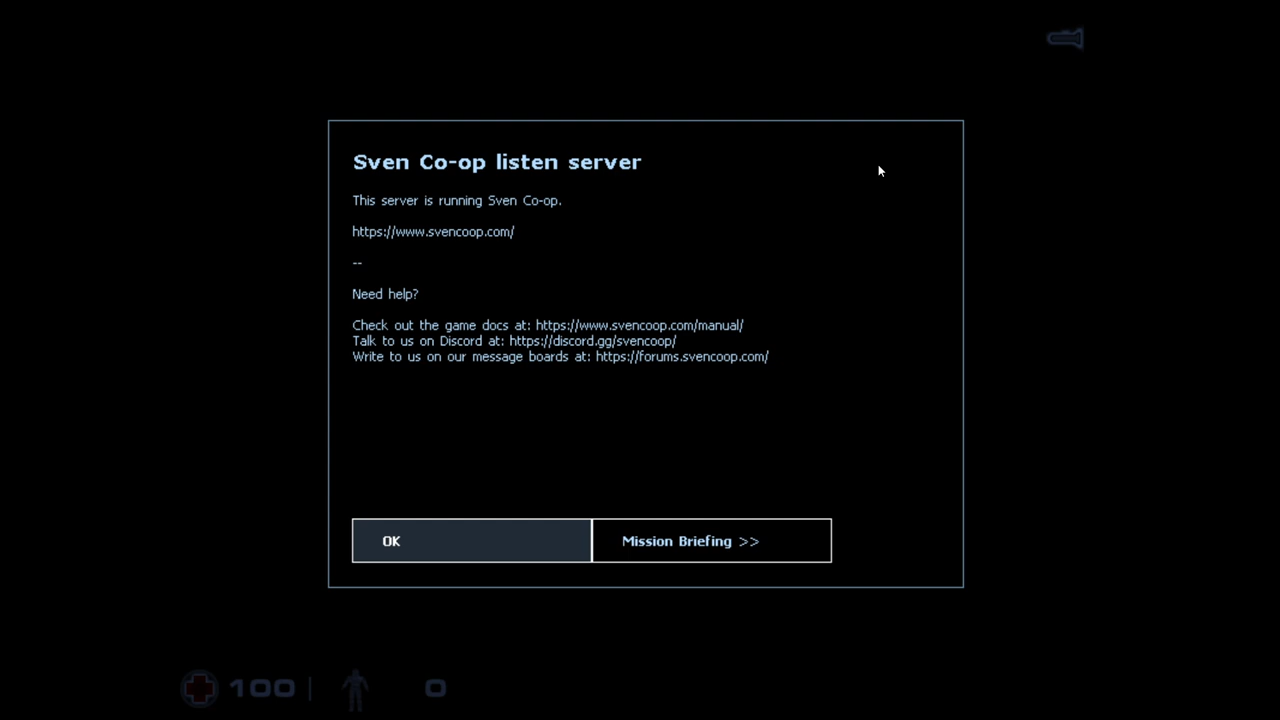 Sven Co-op listen server
This server is running Sven Co-op.
https://www.svencoop.com/
--
Need help?
Check out the game docs at: https://www.svencoop.com/manual/
Talk to us on Discord at: https://discord.gg/svencoop/
Write to us on our message boards at: https://forums.svencoop.com/
OK
Mission Briefing >>
100 | 0